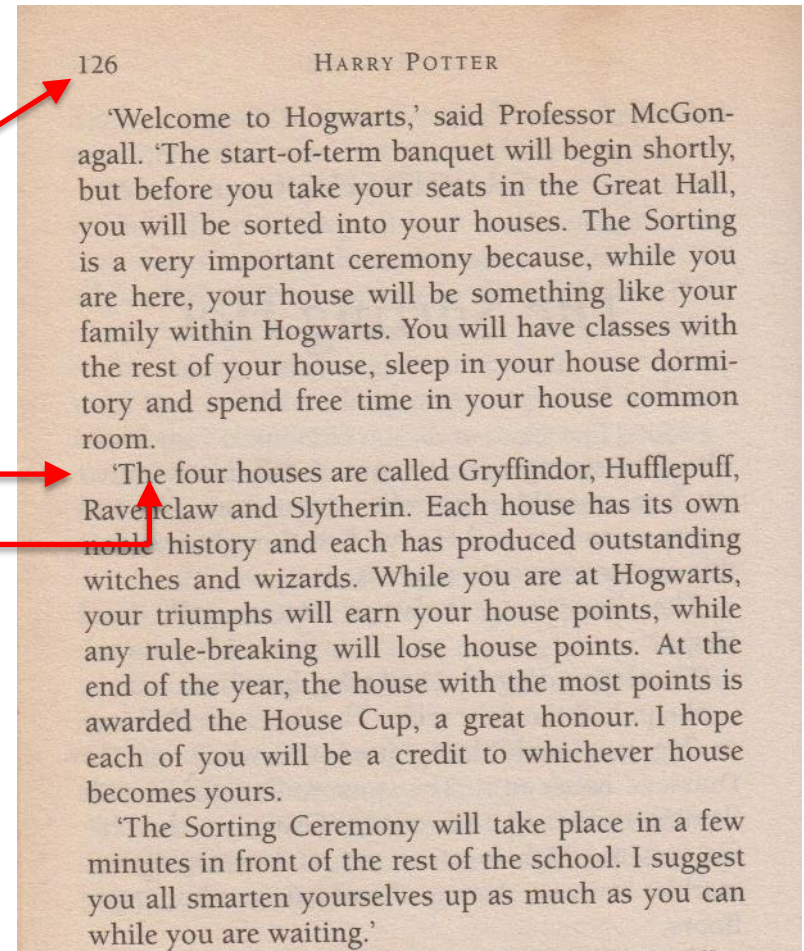 126 HARRY POTTER
‘Welcome to Hogwarts,’ said Professor McGon-
agall. ‘The start-of-term banquet will begin shortly,
but before you take your seats in the Great Hall,
you will be sorted into your houses. The Sorting
is a very important ceremony because, while you
are here, your house will be something like your
family within Hogwarts. You will have classes with
the rest of your house, sleep in your house dormi-
tory and spend free time in your house common
room.
‘The four houses are called Gryffindor, Hufflepuff,
Ravenclaw and Slytherin. Each house has its own
noble history and each has produced outstanding
witches and wizards. While you are at Hogwarts,
your triumphs will earn your house points, while
any rule-breaking will lose house points. At the
end of the year, the house with the most points is
awarded the House Cup, a great honour. I hope
each of you will be a credit to whichever house
becomes yours.
‘The Sorting Ceremony will take place in a few
minutes in front of the rest of the school. I suggest
you all smarten yourselves up as much as you can
while you are waiting.’